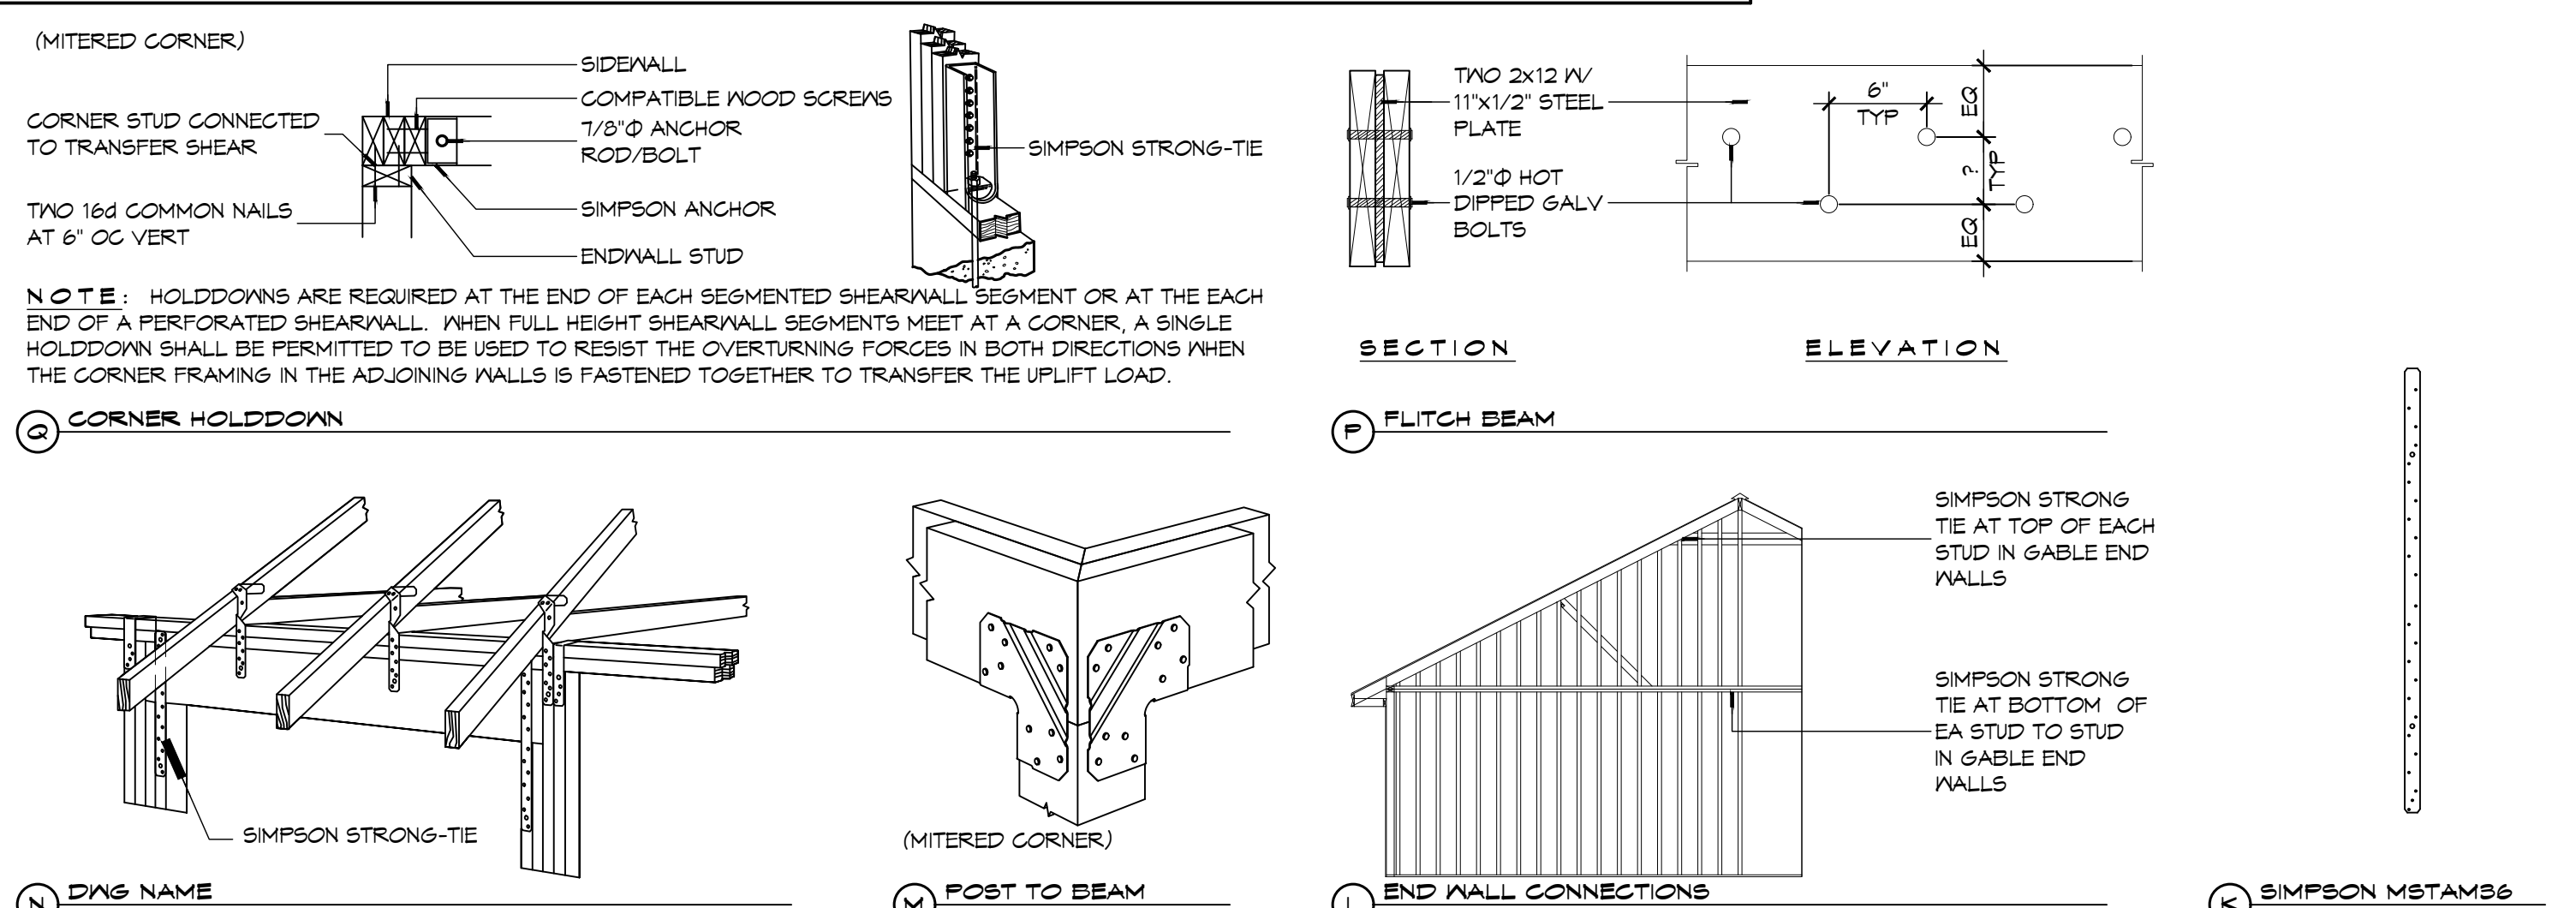 (MITERED CORNER)
SIDEWALL
COMPATIBLE WOOD SCREWS
7/8"Φ ANCHOR
ROD/BOLT
SIMPSON ANCHOR
ENDWALL STUD
CORNER STUD CONNECTED
TO TRANSFER SHEAR
TWO 16d COMMON NAILS
AT 6" OC VERT
SIMPSON STRONG-TIE
NOTE: HOLDDOWNS ARE REQUIRED AT THE END OF EACH SEGMENTED SHEARWALL SEGMENT OR AT THE EACH
END OF A PERFORATED SHEARWALL. WHEN FULL HEIGHT SHEARWALL SEGMENTS MEET AT A CORNER, A SINGLE
HOLDDOWN SHALL BE PERMITTED TO BE USED TO RESIST THE OVERTURNING FORCES IN BOTH DIRECTIONS WHEN
THE CORNER FRAMING IN THE ADJOINING WALLS IS FASTENED TOGETHER TO TRANSFER THE UPLIFT LOAD.
Q CORNER HOLDDOWN
TWO 2x12 W/
11"x1/2" STEEL
PLATE
1/2"Φ HOT
DIPPED GALV
BOLTS
6"
TYP
EQ
?
TYP
EQ
SECTION
ELEVATION
P FLITCH BEAM
SIMPSON STRONG-TIE
N DWG NAME
(MITERED CORNER)
M POST TO BEAM
SIMPSON STRONG
TIE AT TOP OF EACH
STUD IN GABLE END
WALLS
SIMPSON STRONG
TIE AT BOTTOM OF
EA STUD TO STUD
IN GABLE END
WALLS
L END WALL CONNECTIONS
K SIMPSON MSTAM36